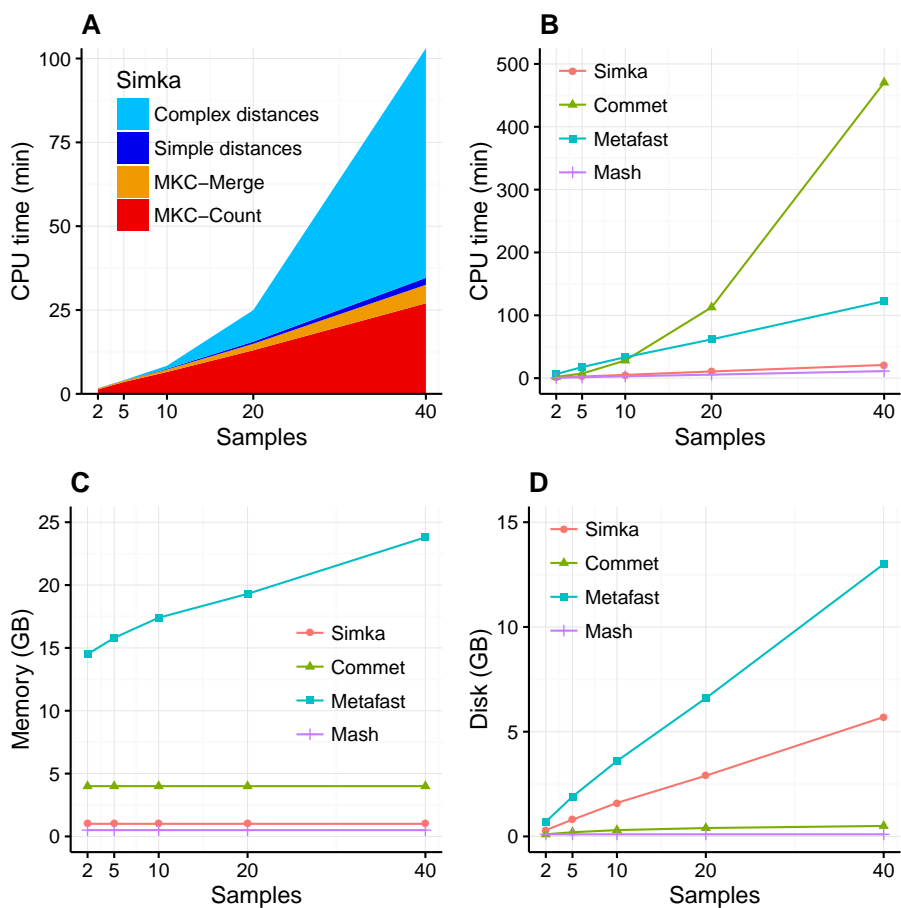 A
CPU time (min)
100
75
50
25
0
Simka
Complex distances
Simple distances
MKC−Merge
MKC−Count
2 5 10 20 40
Samples
B
CPU time (min)
500
400
300
200
100
0
Simka
Commet
Metafast
Mash
2 5 10 20 40
Samples
C
Memory (GB)
25
20
15
10
5
0
Simka
Commet
Metafast
Mash
2 5 10 20 40
Samples
D
Disk (GB)
15
10
5
0
Simka
Commet
Metafast
Mash
2 5 10 20 40
Samples